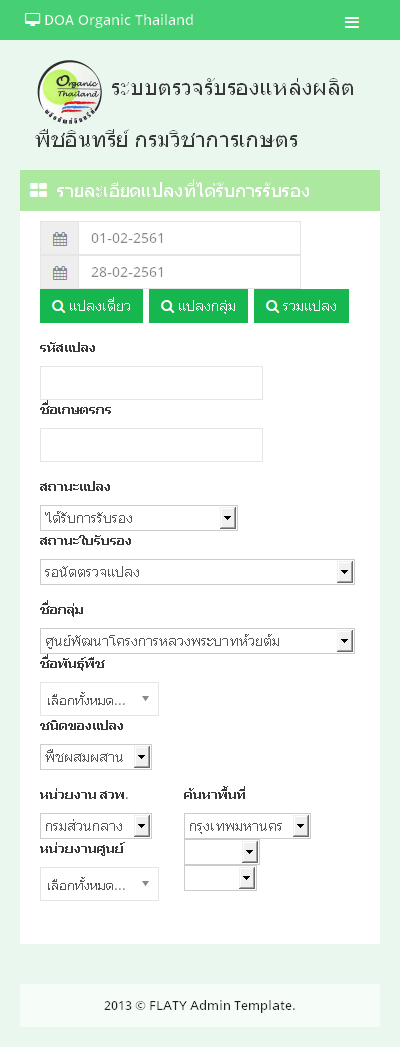 DOA Organic Thailand
Organic
Thailand
ระบบตรวจรับรองแหล่งผลิต
พืชอินทรีย์ กรมวิชาการเกษตร
รายละเอียดแปลงที่ได้รับการรับรอง
01-02-2561
28-02-2561
แปลงเดี่ยว แปลงกลุ่ม รวมแปลง
รหัสแปลง
ชื่อเกษตรกร
สถานะแปลง
ได้รับการรับรอง
สถานะใบรับรอง
รอนัดตรวจแปลง
ชื่อกลุ่ม
ศูนย์พัฒนาโครงการหลวงพระบาทห้วยต้ม
ชื่อพันธุ์พืช
เลือกทั้งหมด...
ชนิดของแปลง
พืชผสมผสาน
หน่วยงาน สวพ. ค้นหาพื้นที่
กรมส่วนกลาง กรุงเทพมหานคร
หน่วยงานศูนย์
เลือกทั้งหมด...
2013 © FLATY Admin Template.